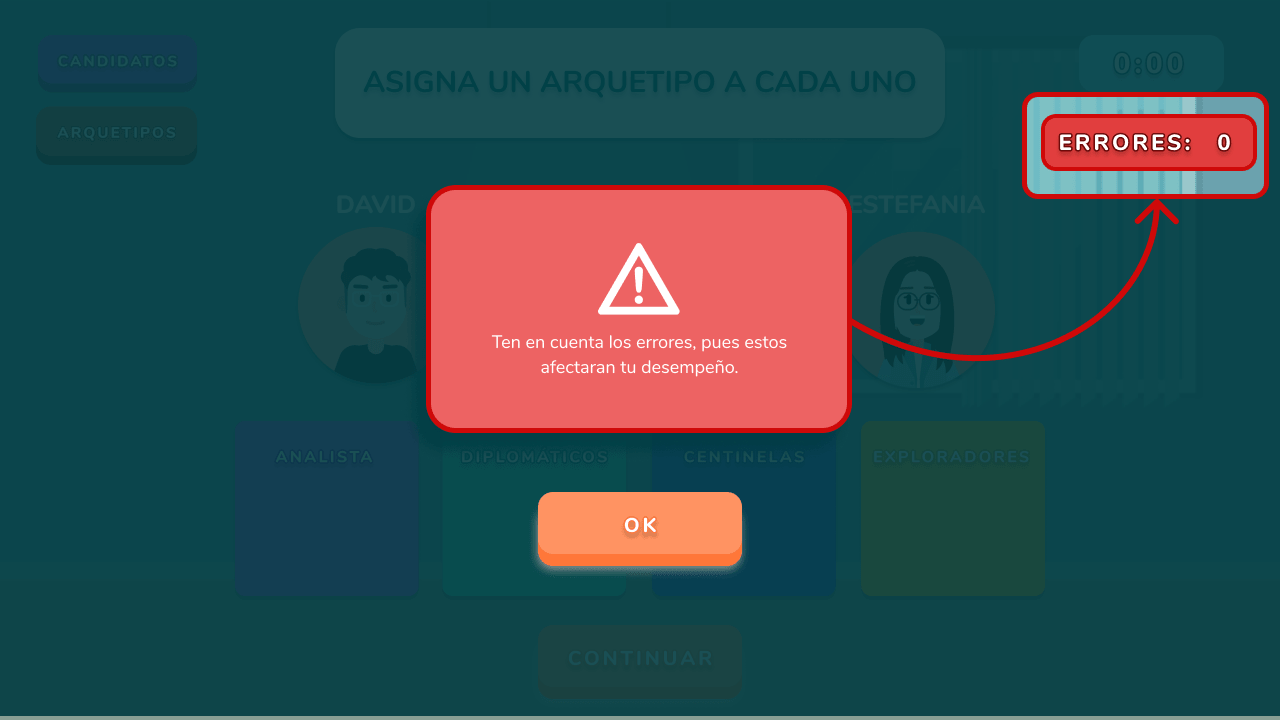 CANDIDATOS
ASIGNA UN ARQUETIPO A CADA UNO
0:00
ARQUETIPOS
ERRORES: 0
DAVID
ESTEFANIA
Ten en cuenta los errores, pues estos
afectaran tu desempeño.
ANALISTA
DIPLOMATICOS
CENTINELAS
EXPLORADORES
OK
CONTINUAR